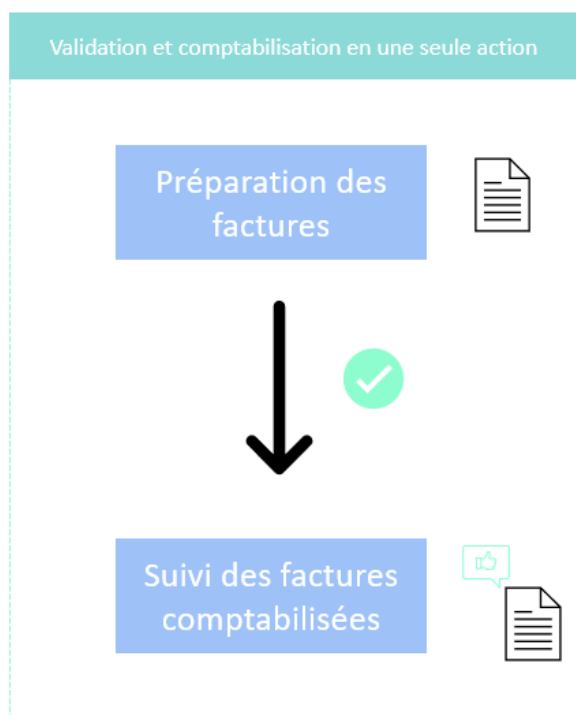 Validation et comptabilisation en une seule action
Préparation des
factures
Suivi des factures
comptabilisées